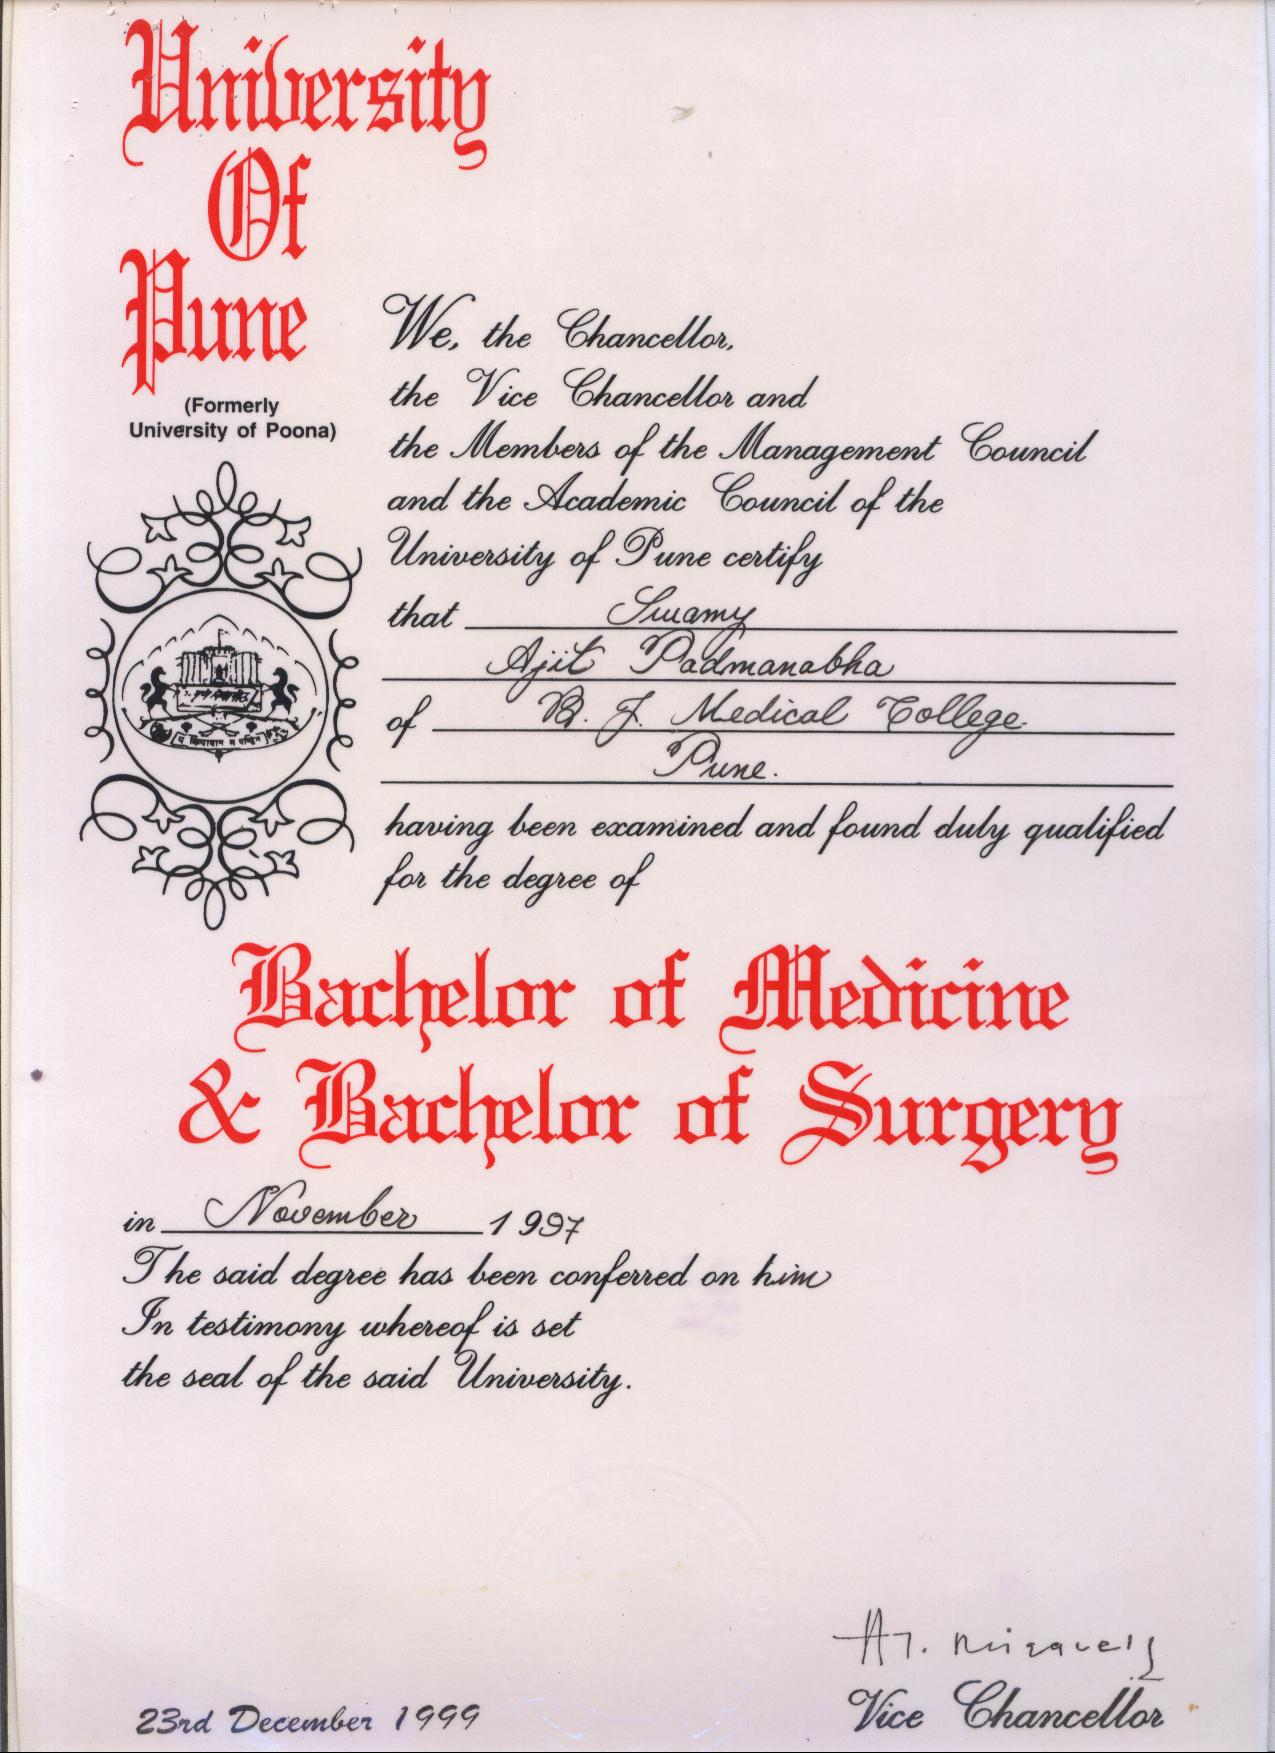 University
Of
Pune
(Formerly
University of Poona)
We, the Chancellor,
the Vice Chancellor and
the Members of the Management Council
and the Academic Council of the
University of Pune certify
that Swamy
Ajit Padmanabha
of B. J. Medical College.
Pune.
having been examined and found duly qualified
for the degree of
Bachelor of Medicine
& Bachelor of Surgery
in November 1997
The said degree has been conferred on him
In testimony whereof is set
the seal of the said University.
23rd December 1999
Vice Chancellor